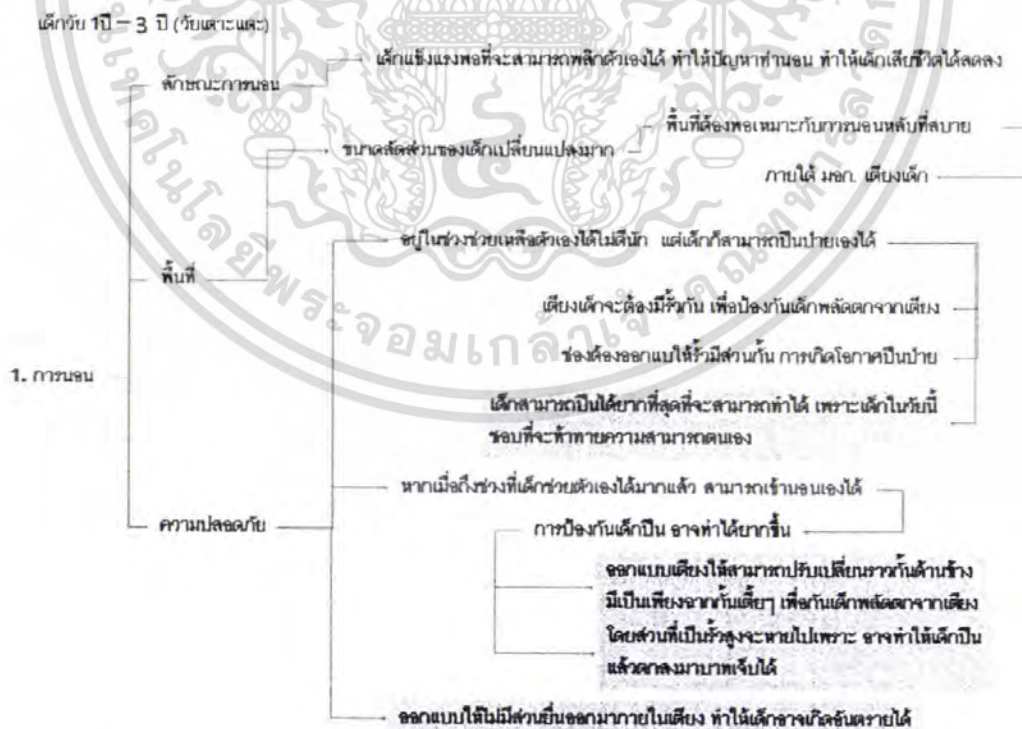 เด็กวัย 1ปี – 3 ปี (วัยเตาะแตะ)
เด็กแข็งแรงพอที่จะสามารถพลิกตัวเองได้ ทำให้ปัญหาท่านอน ทำให้เด็กเสียชีวิตได้ลดลง
ลักษณะการนอน
พื้นที่ต้องพอเหมาะกับการนอนหลับที่สบาย
ขนาดสัดส่วนของเด็กเปลี่ยนแปลงมาก
ภายใต้ มอก. เตียงเด็ก
อยู่ในช่วงช่วยเหลือตัวเองได้ไม่ดีนัก แต่เด็กก็สามารถปีนป่ายเองได้
พื้นที่
เตียงเด็กจะต้องมีรั้วกัน เพื่อป้องกันเด็กพลัดตกจากเตียง
ช่องต้องออกแบบให้รั้วมีส่วนกั้น การเกิดโอกาสปีนป่าย
1. การนอน
เด็กสามารถปีนได้ยากที่สุดที่จะสามารถทำได้ เพราะเด็กในวัยนี้
ชอบที่จะท้าทายความสามารถตนเอง
หากเมื่อถึงช่วงที่เด็กช่วยตัวเองได้มากแล้ว สามารถเข้านอนเองได้
ความปลอดภัย
การป้องกันเด็กปีน อาจทำได้ยากขึ้น
ออกแบบเตียงให้สามารถปรับเปลี่ยนราวกั้นด้านข้าง
มีเป็นเพียงฉากกั้นเตี้ยๆ เพื่อกันเด็กพลัดตกจากเตียง
โดยส่วนที่เป็นรั้วสูงจะหายไปเพราะ อาจทำให้เด็กปีน
แล้วตกลงมาบาทเจ็บได้
ออกแบบให้ไม่มีส่วนยื่นออกมาภายในเตียง ทำให้เด็กอาจเกิดอันตรายได้